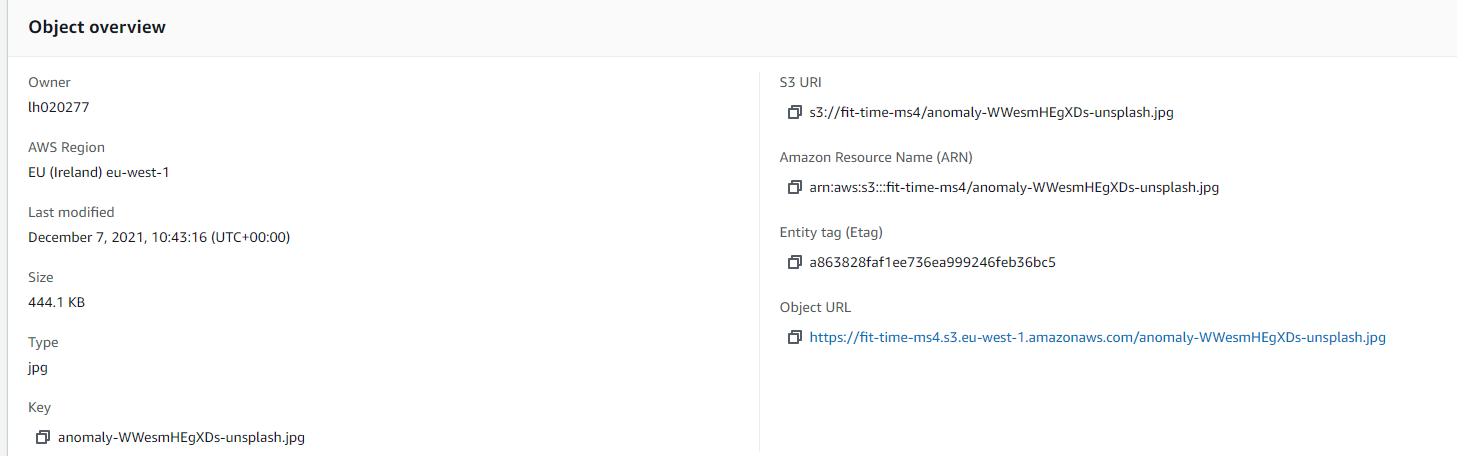 Object overview
Owner
lh020277
AWS Region
EU (Ireland) eu-west-1
Last modified
December 7, 2021, 10:43:16 (UTC+00:00)
Size
444.1 KB
Type
jpg
Key
anomaly-WWesmHEgXDs-unsplash.jpg
S3 URI
s3://fit-time-ms4/anomaly-WWesmHEgXDs-unsplash.jpg
Amazon Resource Name (ARN)
arn:aws:s3:::fit-time-ms4/anomaly-WWesmHEgXDs-unsplash.jpg
Entity tag (Etag)
a863828faf1ee736ea999246feb36bc5
Object URL
https://fit-time-ms4.s3.eu-west-1.amazonaws.com/anomaly-WWesmHEgXDs-unsplash.jpg